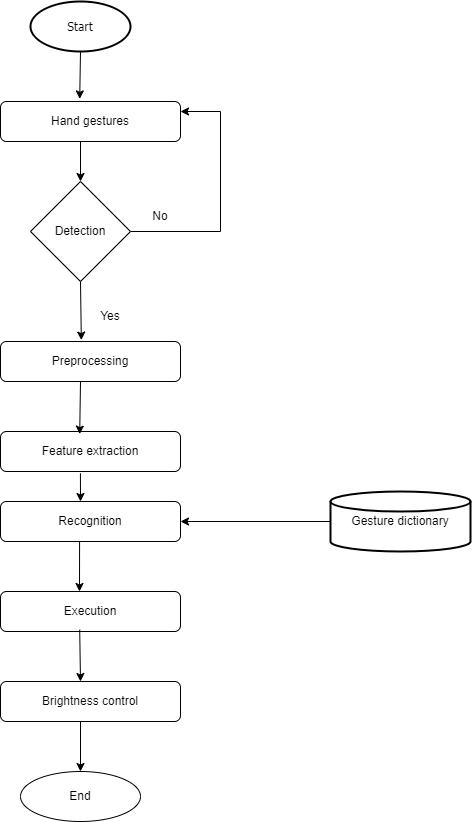 Start
Hand gestures
Detection
No
Yes
Preprocessing
Feature extraction
Recognition
Gesture dictionary
Execution
Brightness control
End